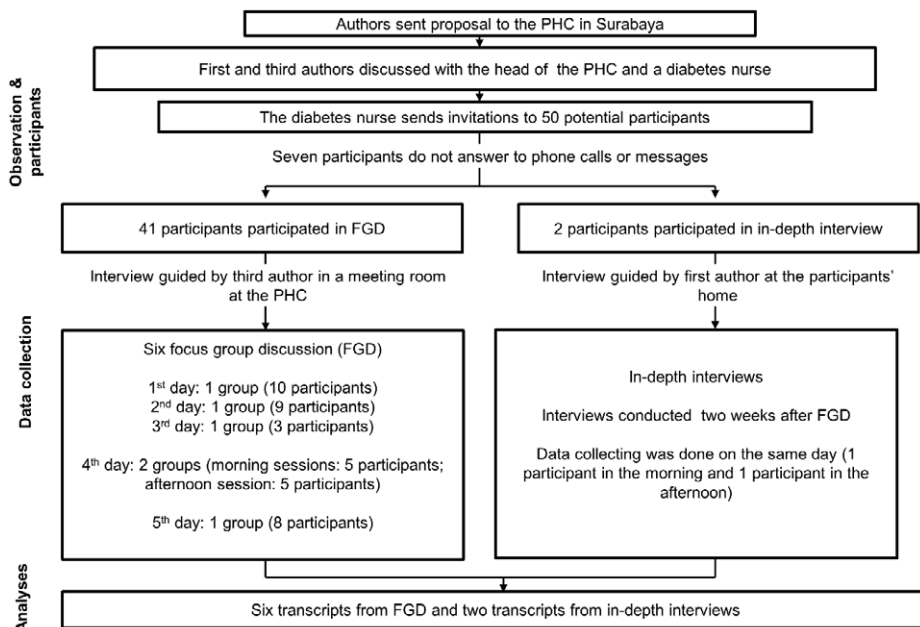 Authors sent proposal to the PHC in Surabaya
First and third authors discussed with the head of the PHC and a diabetes nurse
The diabetes nurse sends invitations to 50 potential participants
Observation &
participants
Seven participants do not answer to phone calls or messages
41 participants participated in FGD
2 participants participated in in-depth interview
Interview guided by third author in a meeting room
at the PHC
Interview guided by first author at the participants'
home
Data collection
Six focus group discussion (FGD)
1st day: 1 group (10 participants)
2nd day: 1 group (9 participants)
3rd day: 1 group (3 participants)
4th day: 2 groups (morning sessions: 5 participants;
afternoon session: 5 participants)
5th day: 1 group (8 participants)
In-depth interviews
Interviews conducted two weeks after FGD
Data collecting was done on the same day (1
participant in the morning and 1 participant in the
afternoon)
Analyses
Six transcripts from FGD and two transcripts from in-depth interviews